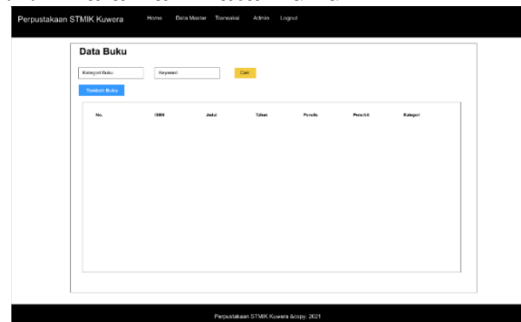 Perpustakaan STMIK Kuwera Home Data Master Transaksi Admin Logout
Data Buku
Kategori Buku Keyword Cari
Tambah Buku
No. ISBN Judul Tahun Penulis Penerbit Kategori
Perpustakaan STMIK Kuwera &copy; 2021